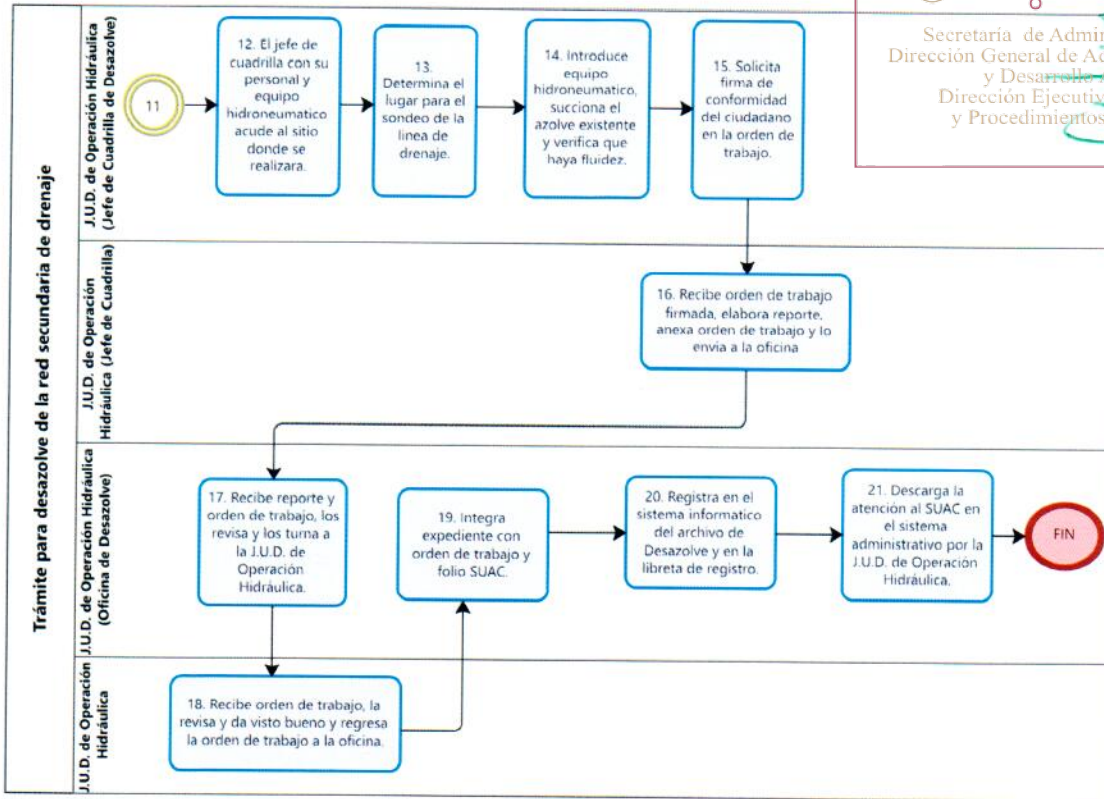 Trámite para desazolve de la red secundaria de drenaje
J.U.D. de Operación Hidráulica
(Jefe de Cuadrilla de Desazolve)
11
12. El jefe de
cuadrilla con su
personal y
equipo
hidroneumatico
acude al sitio
donde se
realizara.
13.
Determina el
lugar para el
sondeo de la
linea de
drenaje.
14. Introduce
equipo
hidroneumatico,
succiona el
azolve existente
y verifica que
haya fluidez.
15. Solicita
firma de
conformidad
del ciudadano
en la orden de
trabajo.
Secretaría de Admin
Dirección General de Ad
y Desarrollo
Dirección Ejecutiv
y Procedimientos
J.U.D. de Operación
Hidráulica (Jefe de Cuadrilla)
16. Recibe orden de trabajo
firmada, elabora reporte,
anexa orden de trabajo y lo
envia a la oficina
J.U.D. de Operación Hidráulica
(Oficina de Desazolve)
17. Recibe reporte y
orden de trabajo, los
revisa y los turna a
la J.U.D. de
Operación
Hidráulica.
19. Integra
expediente con
orden de trabajo y
folio SUAC.
20. Registra en el
sistema informatico
del archivo de
Desazolve y en la
libreta de registro.
21. Descarga la
atención al SUAC en
el sistema
administrativo por la
J.U.D. de Operación
Hidráulica.
FIN
J.U.D. de Operación
Hidráulica
18. Recibe orden de trabajo, la
revisa y da visto bueno y regresa
la orden de trabajo a la oficina.